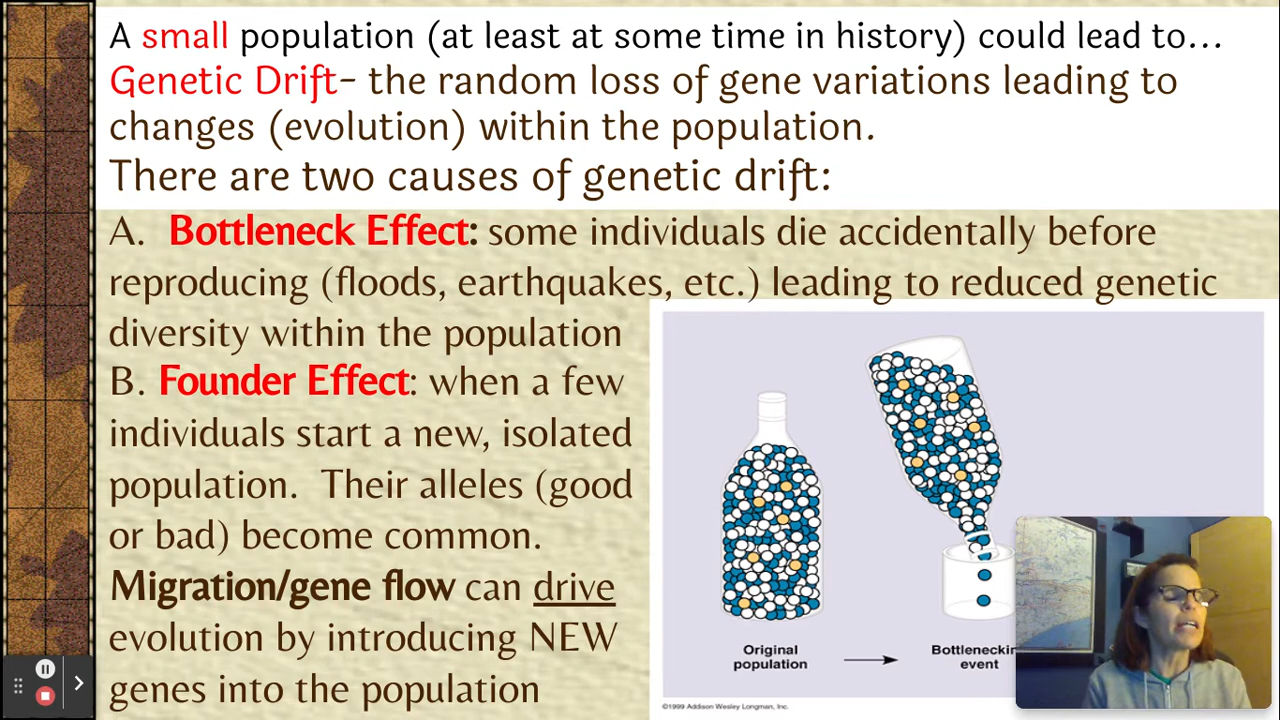 A small population (at least at some time in history) could lead to...
Genetic Drift- the random loss of gene variations leading to
changes (evolution) within the population.
There are two causes of genetic drift:
A. Bottleneck Effect: some individuals die accidentally before
reproducing (floods, earthquakes, etc.) leading to reduced genetic
diversity within the population
B. Founder Effect: when a few
individuals start a new, isolated
population. Their alleles (good
or bad) become common.
Migration/gene flow can drive
evolution by introducing NEW
genes into the population
Original
population
Bottleneckin
event
©1999 Addison Wesley Longman, Inc.